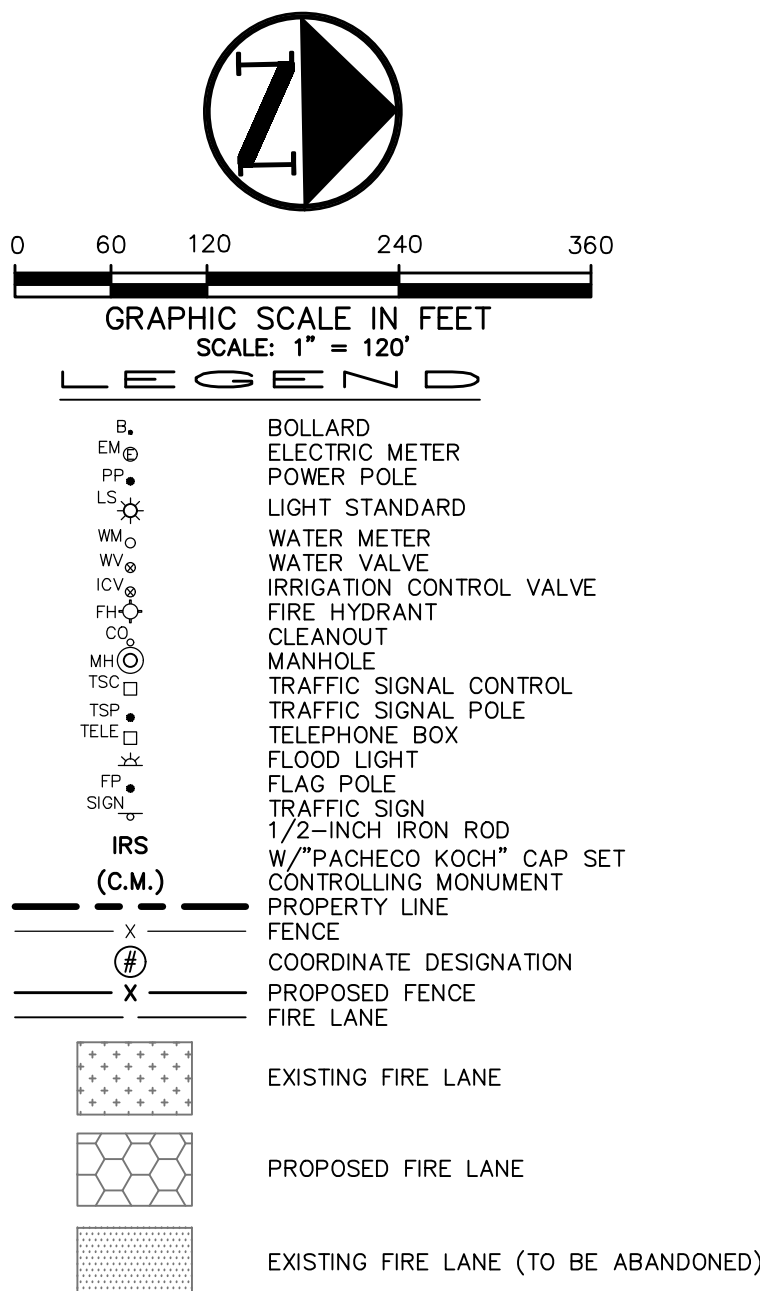 N
0 60 120 240 360
GRAPHIC SCALE IN FEET
SCALE: 1" = 120'
LEGEND
B. BOLLARD
EM E ELECTRIC METER
PP POWER POLE
LS LIGHT STANDARD
WM WATER METER
WV WATER VALVE
ICV IRRIGATION CONTROL VALVE
FH FIRE HYDRANT
CO CLEANOUT
MH MANHOLE
TSC TRAFFIC SIGNAL CONTROL
TSP TRAFFIC SIGNAL POLE
TELE TELEPHONE BOX
FLOOD LIGHT
FP FLAG POLE
SIGN TRAFFIC SIGN
1/2-INCH IRON ROD
IRS
W/"PACHECO KOCH" CAP SET
(C.M.) CONTROLLING MONUMENT
PROPERTY LINE
X FENCE
# COORDINATE DESIGNATION
X PROPOSED FENCE
FIRE LANE
EXISTING FIRE LANE
PROPOSED FIRE LANE
EXISTING FIRE LANE (TO BE ABANDONED)